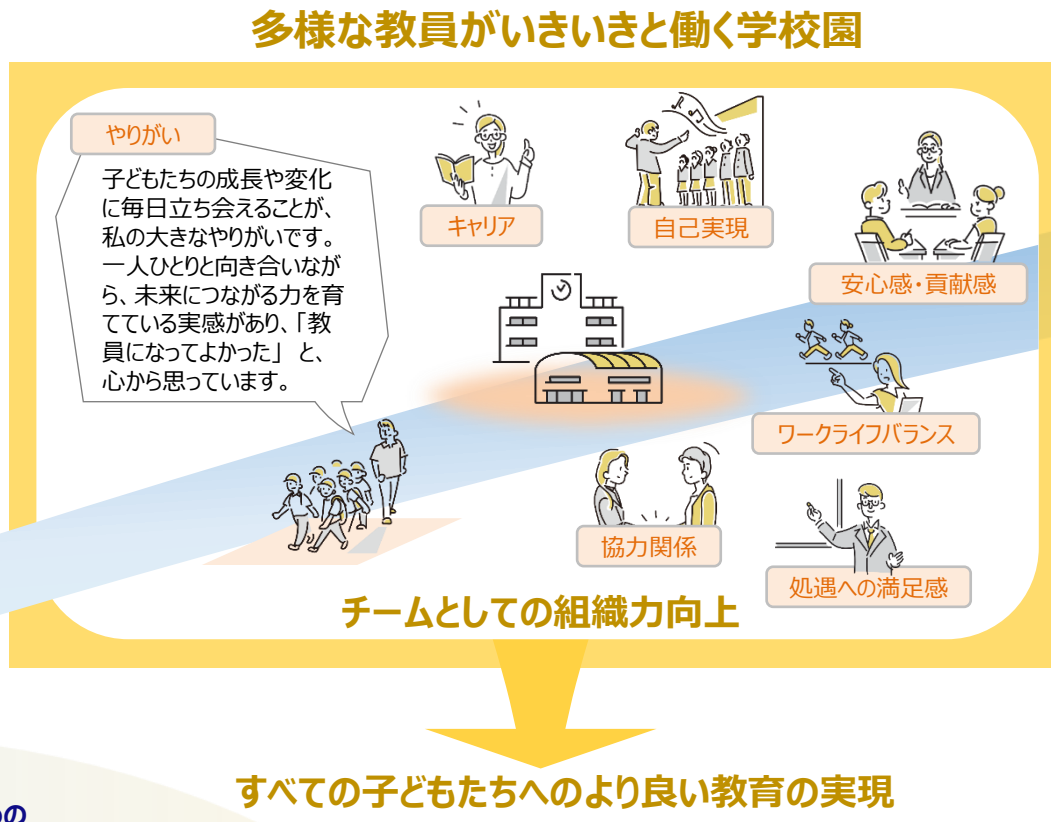 多様な教員がいきいきと働く学校園
やりがい
子どもたちの成長や変化
に毎日立ち会えることが、
私の大きなやりがいです。
一人ひとりと向き合いなが
ら、未来につながる力を育
てている実感があり、「教
員になってよかった」 と、
心から思っています。
キャリア
自己実現
安心感・貢献感
ワークライフバランス
協力関係
処遇への満足感
チームとしての組織力向上
すべての子どもたちへのより良い教育の実現